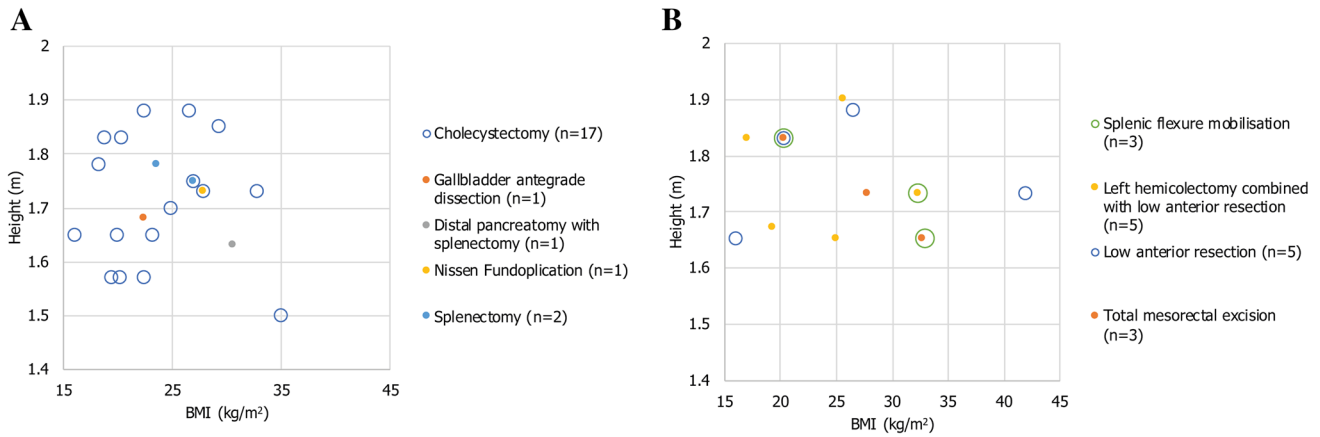 A
2
1.9
1.8
1.7
1.6
1.5
1.4
Height (m)
15
25
35
45
BMI (kg/m²)
Cholecystectomy (n=17)
Gallbladder antegrade
dissection (n=1)
Distal pancreatomy with
splenectomy (n=1)
Nissen Fundoplication (n=1)
Splenectomy (n=2)
B
2
1.9
1.8
1.7
1.6
1.5
1.4
Height (m)
15
20
25
30
35
40
45
BMI (kg/m²)
Splenic flexure mobilisation
(n=3)
Left hemicolectomy combined
with low anterior resection
(n=5)
Low anterior resection (n=5)
Total mesorectal excision
(n=3)